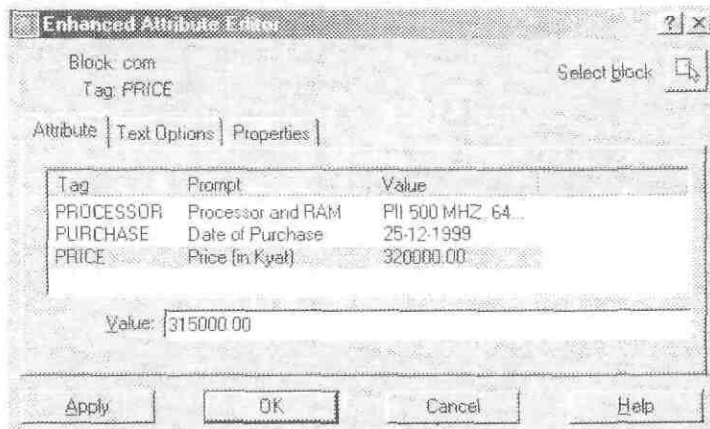 Enhanced Attribute Editor
Block: com
Tag: PRICE
Select block
Attribute Text Options Properties
Tag Prompt Value
PROCESSOR Processor and RAM PII 500 MHZ, 64...
PURCHASE Date of Purchase 25-12-1999
PRICE Price (in Kyat) 320000.00
Value: 315000.00
Apply OK Cancel Help